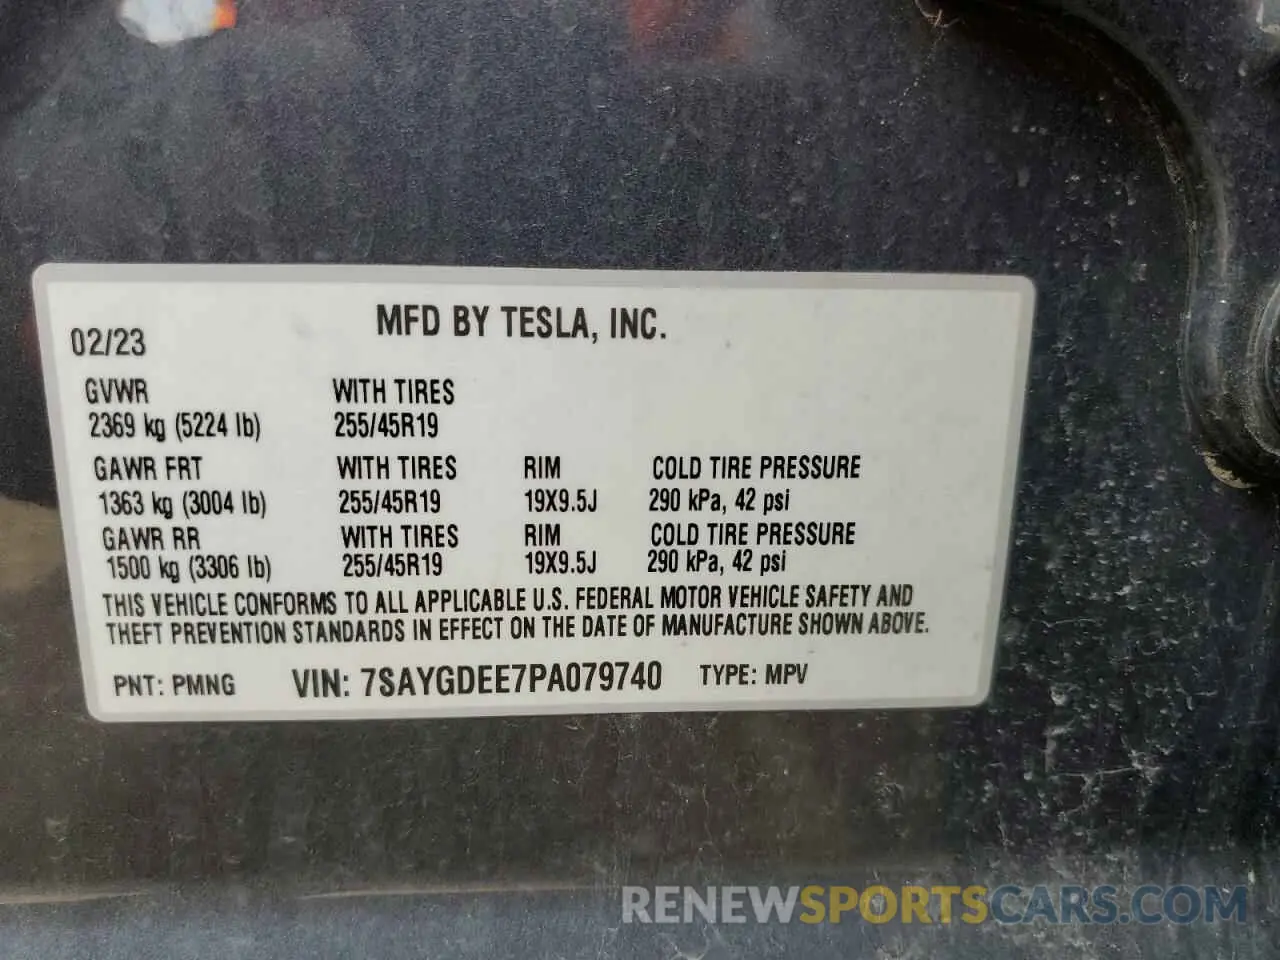 MFD BY TESLA, INC.
02/23
GVWR WITH TIRES
2369 kg (5224 lb) 255/45R19
GAWR FRT WITH TIRES RIM COLD TIRE PRESSURE
1363 kg (3004 lb) 255/45R19 19X9.5J 290 kPa, 42 psi
GAWR RR WITH TIRES RIM COLD TIRE PRESSURE
1500 kg (3306 lb) 255/45R19 19X9.5J 290 kPa, 42 psi
THIS VEHICLE CONFORMS TO ALL APPLICABLE U.S. FEDERAL MOTOR VEHICLE SAFETY AND
THEFT PREVENTION STANDARDS IN EFFECT ON THE DATE OF MANUFACTURE SHOWN ABOVE.
PNT: PMNG VIN: 7SAYGDEE7PA079740 TYPE: MPV
RENEWSPORTSCARS.COM